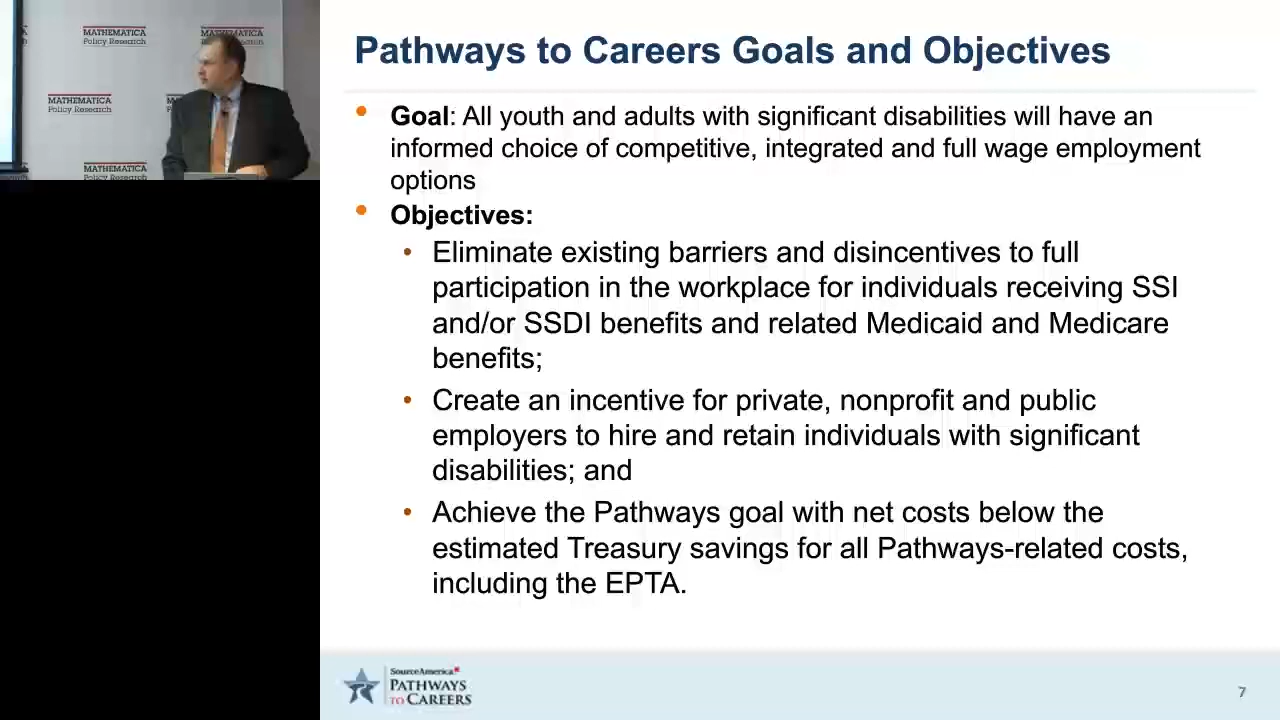 MATHEMATICA
Policy Research
MATHEMATICA
MATHEMATICA
Policy Research
MATHEMATICA
Policy Research
Pathways to Careers Goals and Objectives
• Goal: All youth and adults with significant disabilities will have an
informed choice of competitive, integrated and full wage employment
options
• Objectives:
• Eliminate existing barriers and disincentives to full
participation in the workplace for individuals receiving SSI
and/or SSDI benefits and related Medicaid and Medicare
benefits;
• Create an incentive for private, nonprofit and public
employers to hire and retain individuals with significant
disabilities; and
• Achieve the Pathways goal with net costs below the
estimated Treasury savings for all Pathways-related costs,
including the EPTA.
SourceAmerica
PATHWAYS
TO CAREERS
7